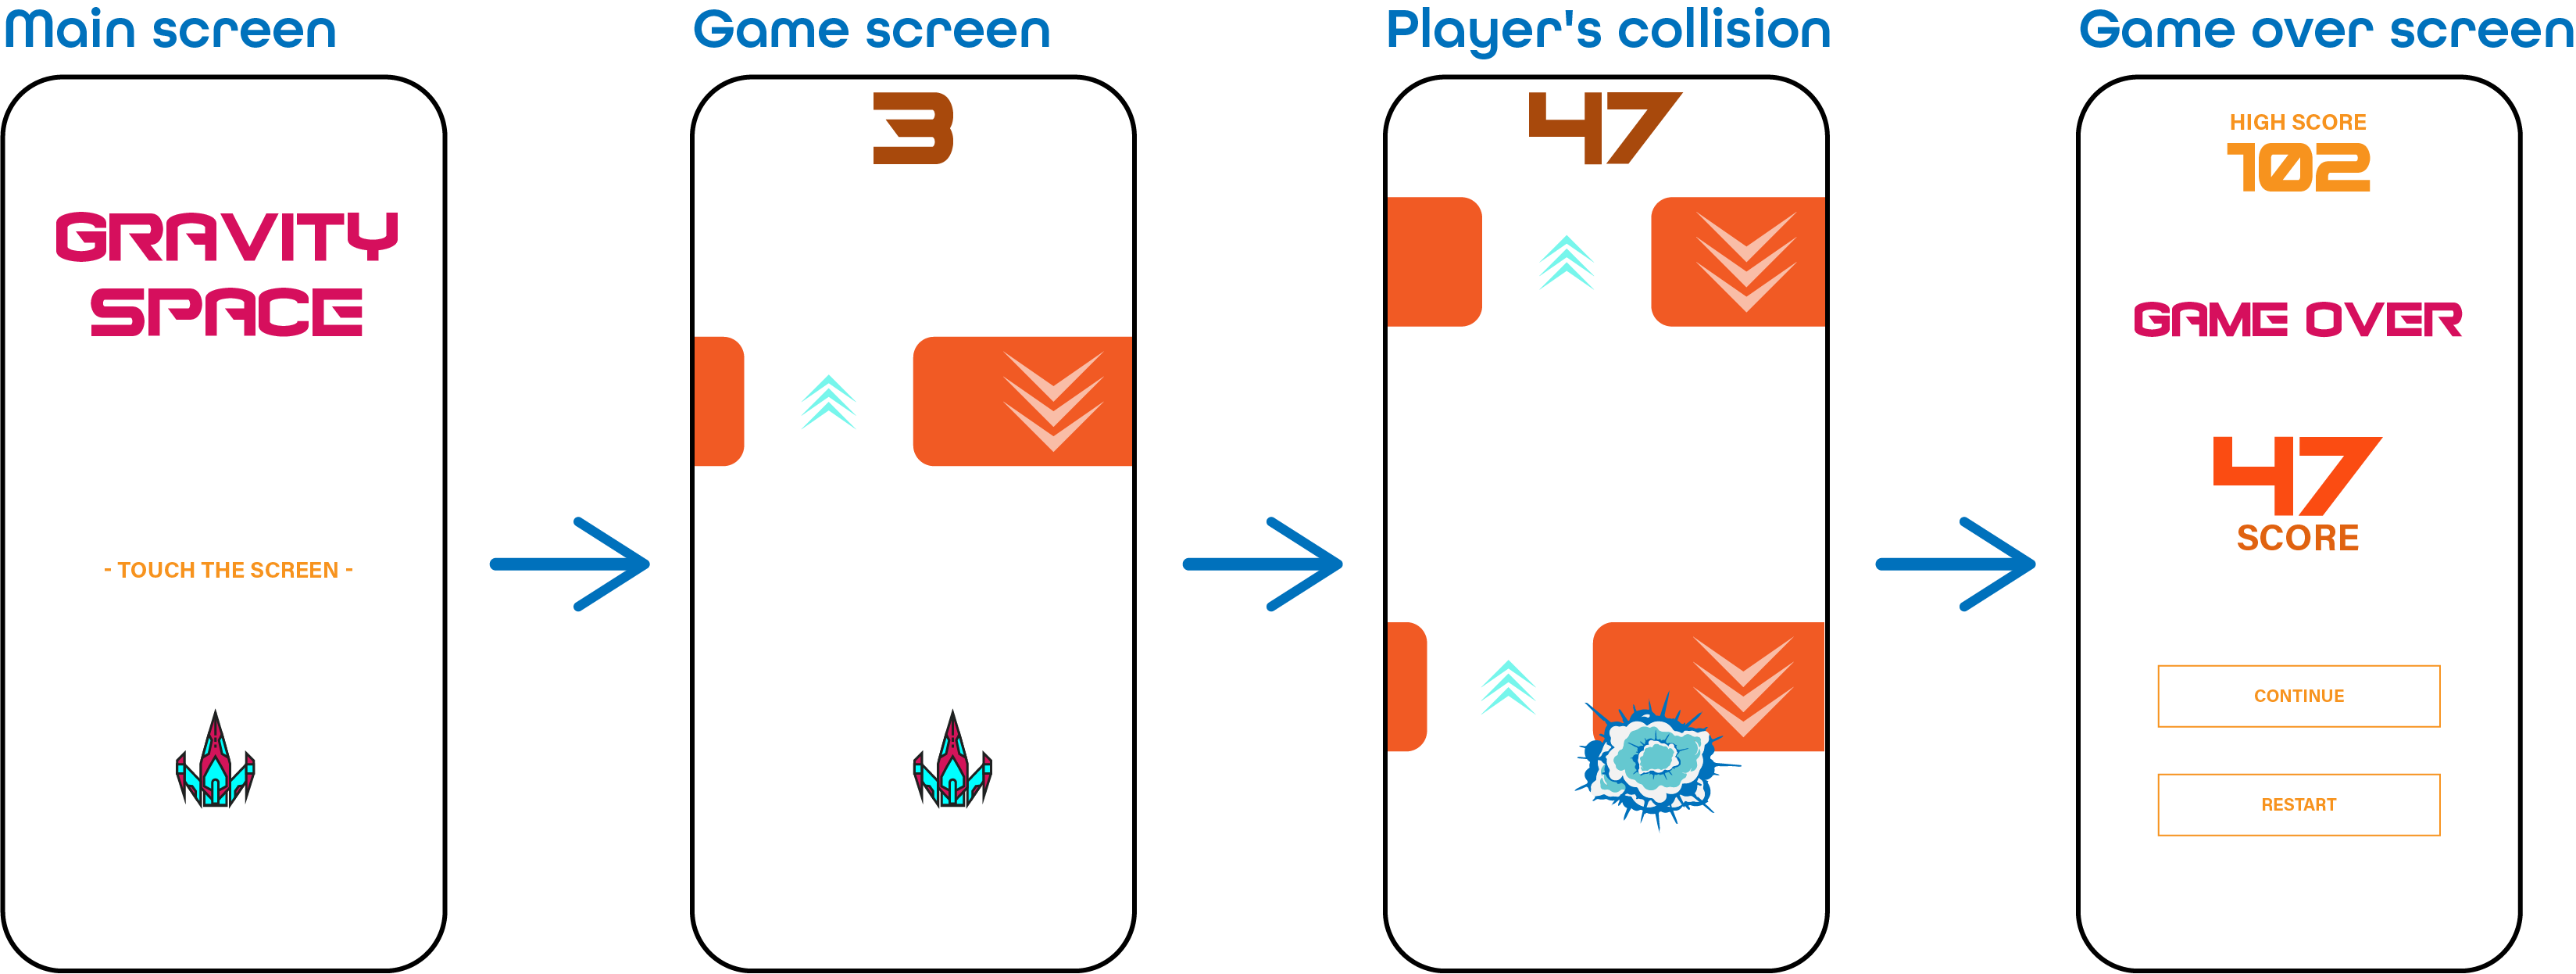 Main screen
GRAVITY
SPACE
- TOUCH THE SCREEN -
Game screen
3
Player's collision
47
Game over screen
HIGH SCORE
102
GAME OVER
47
SCORE
CONTINUE
RESTART